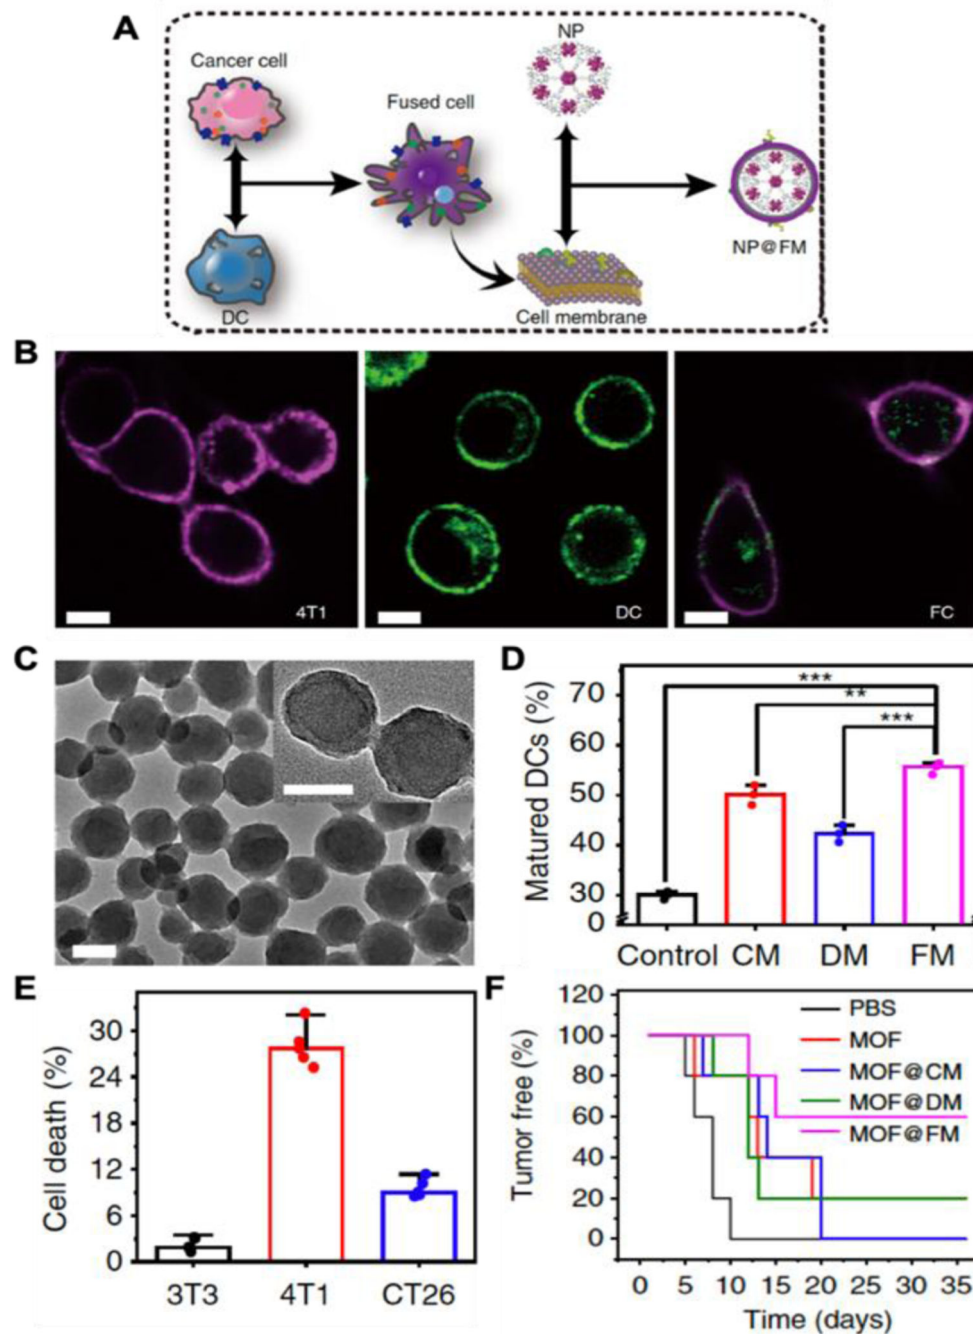 A
Cancer cell
DC
Fused cell
NP
Cell membrane
NP@FM
B
4T1
DC
FC
C
D
Matured DCs (%)
70
60
50
40
30
0
***
**
***
Control CM DM FM
E
Cell death (%)
30
24
18
12
6
0
3T3 4T1 CT26
F
Tumor free (%)
120
100
80
60
40
20
0
PBS
MOF
MOF@CM
MOF@DM
MOF@FM
0 5 10 15 20 25 30 35
Time (days)